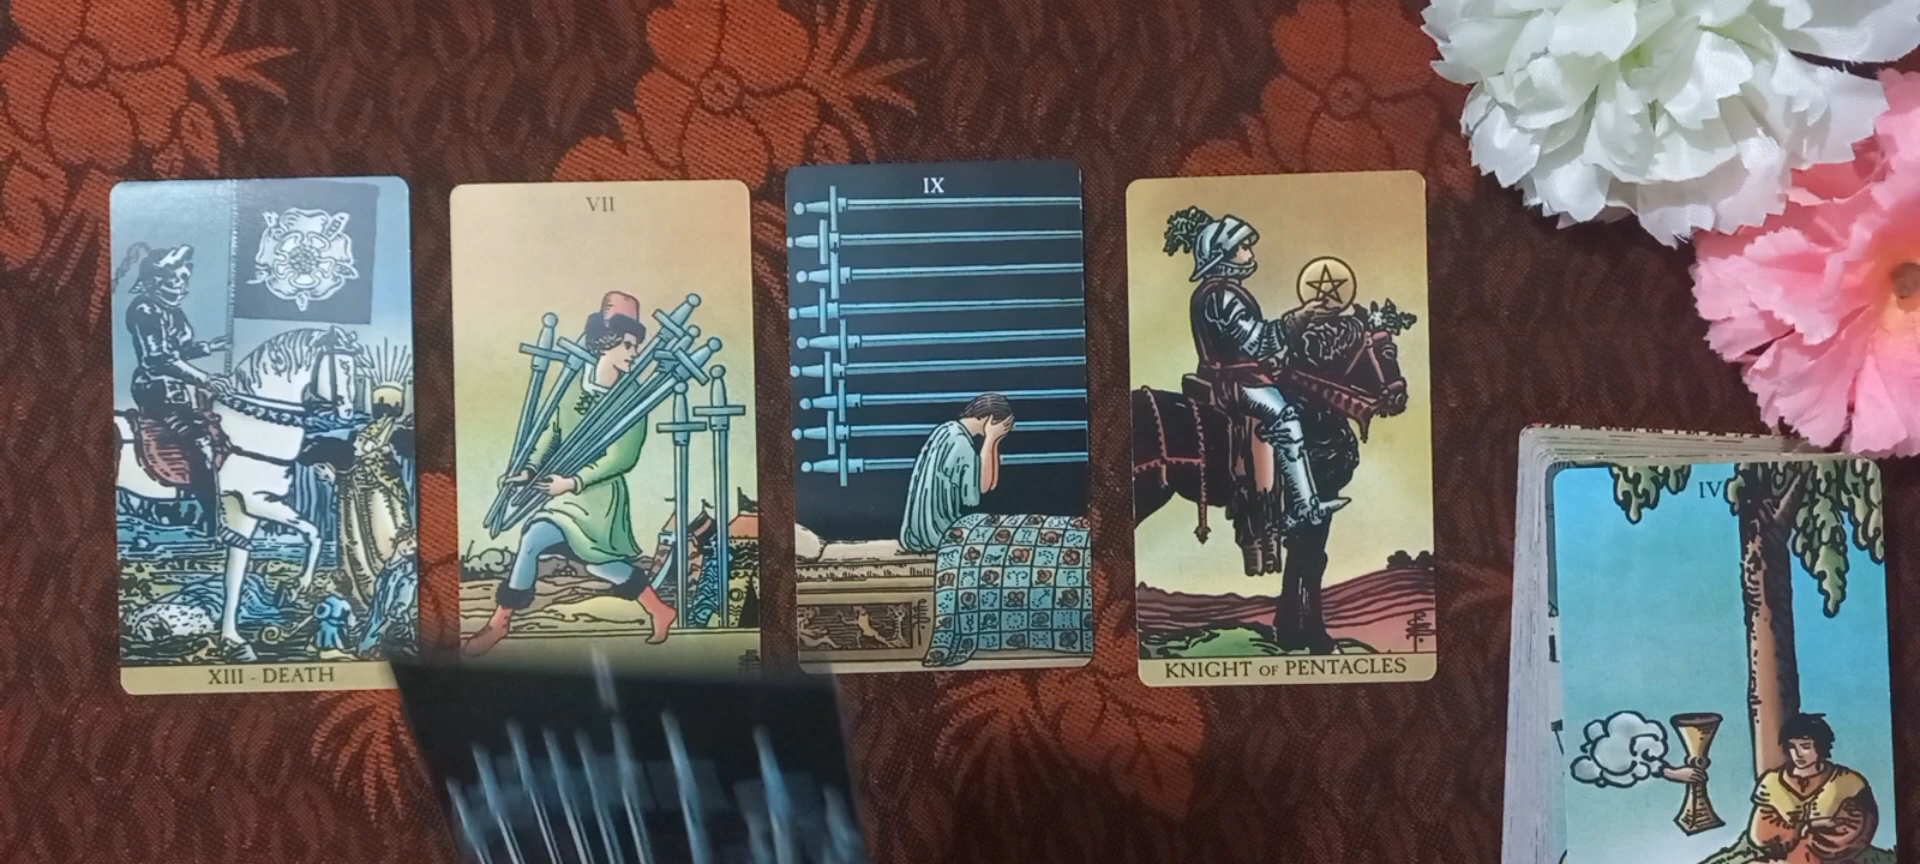 XIII - DEATH
VII
IX
KNIGHT OF PENTACLES
IV